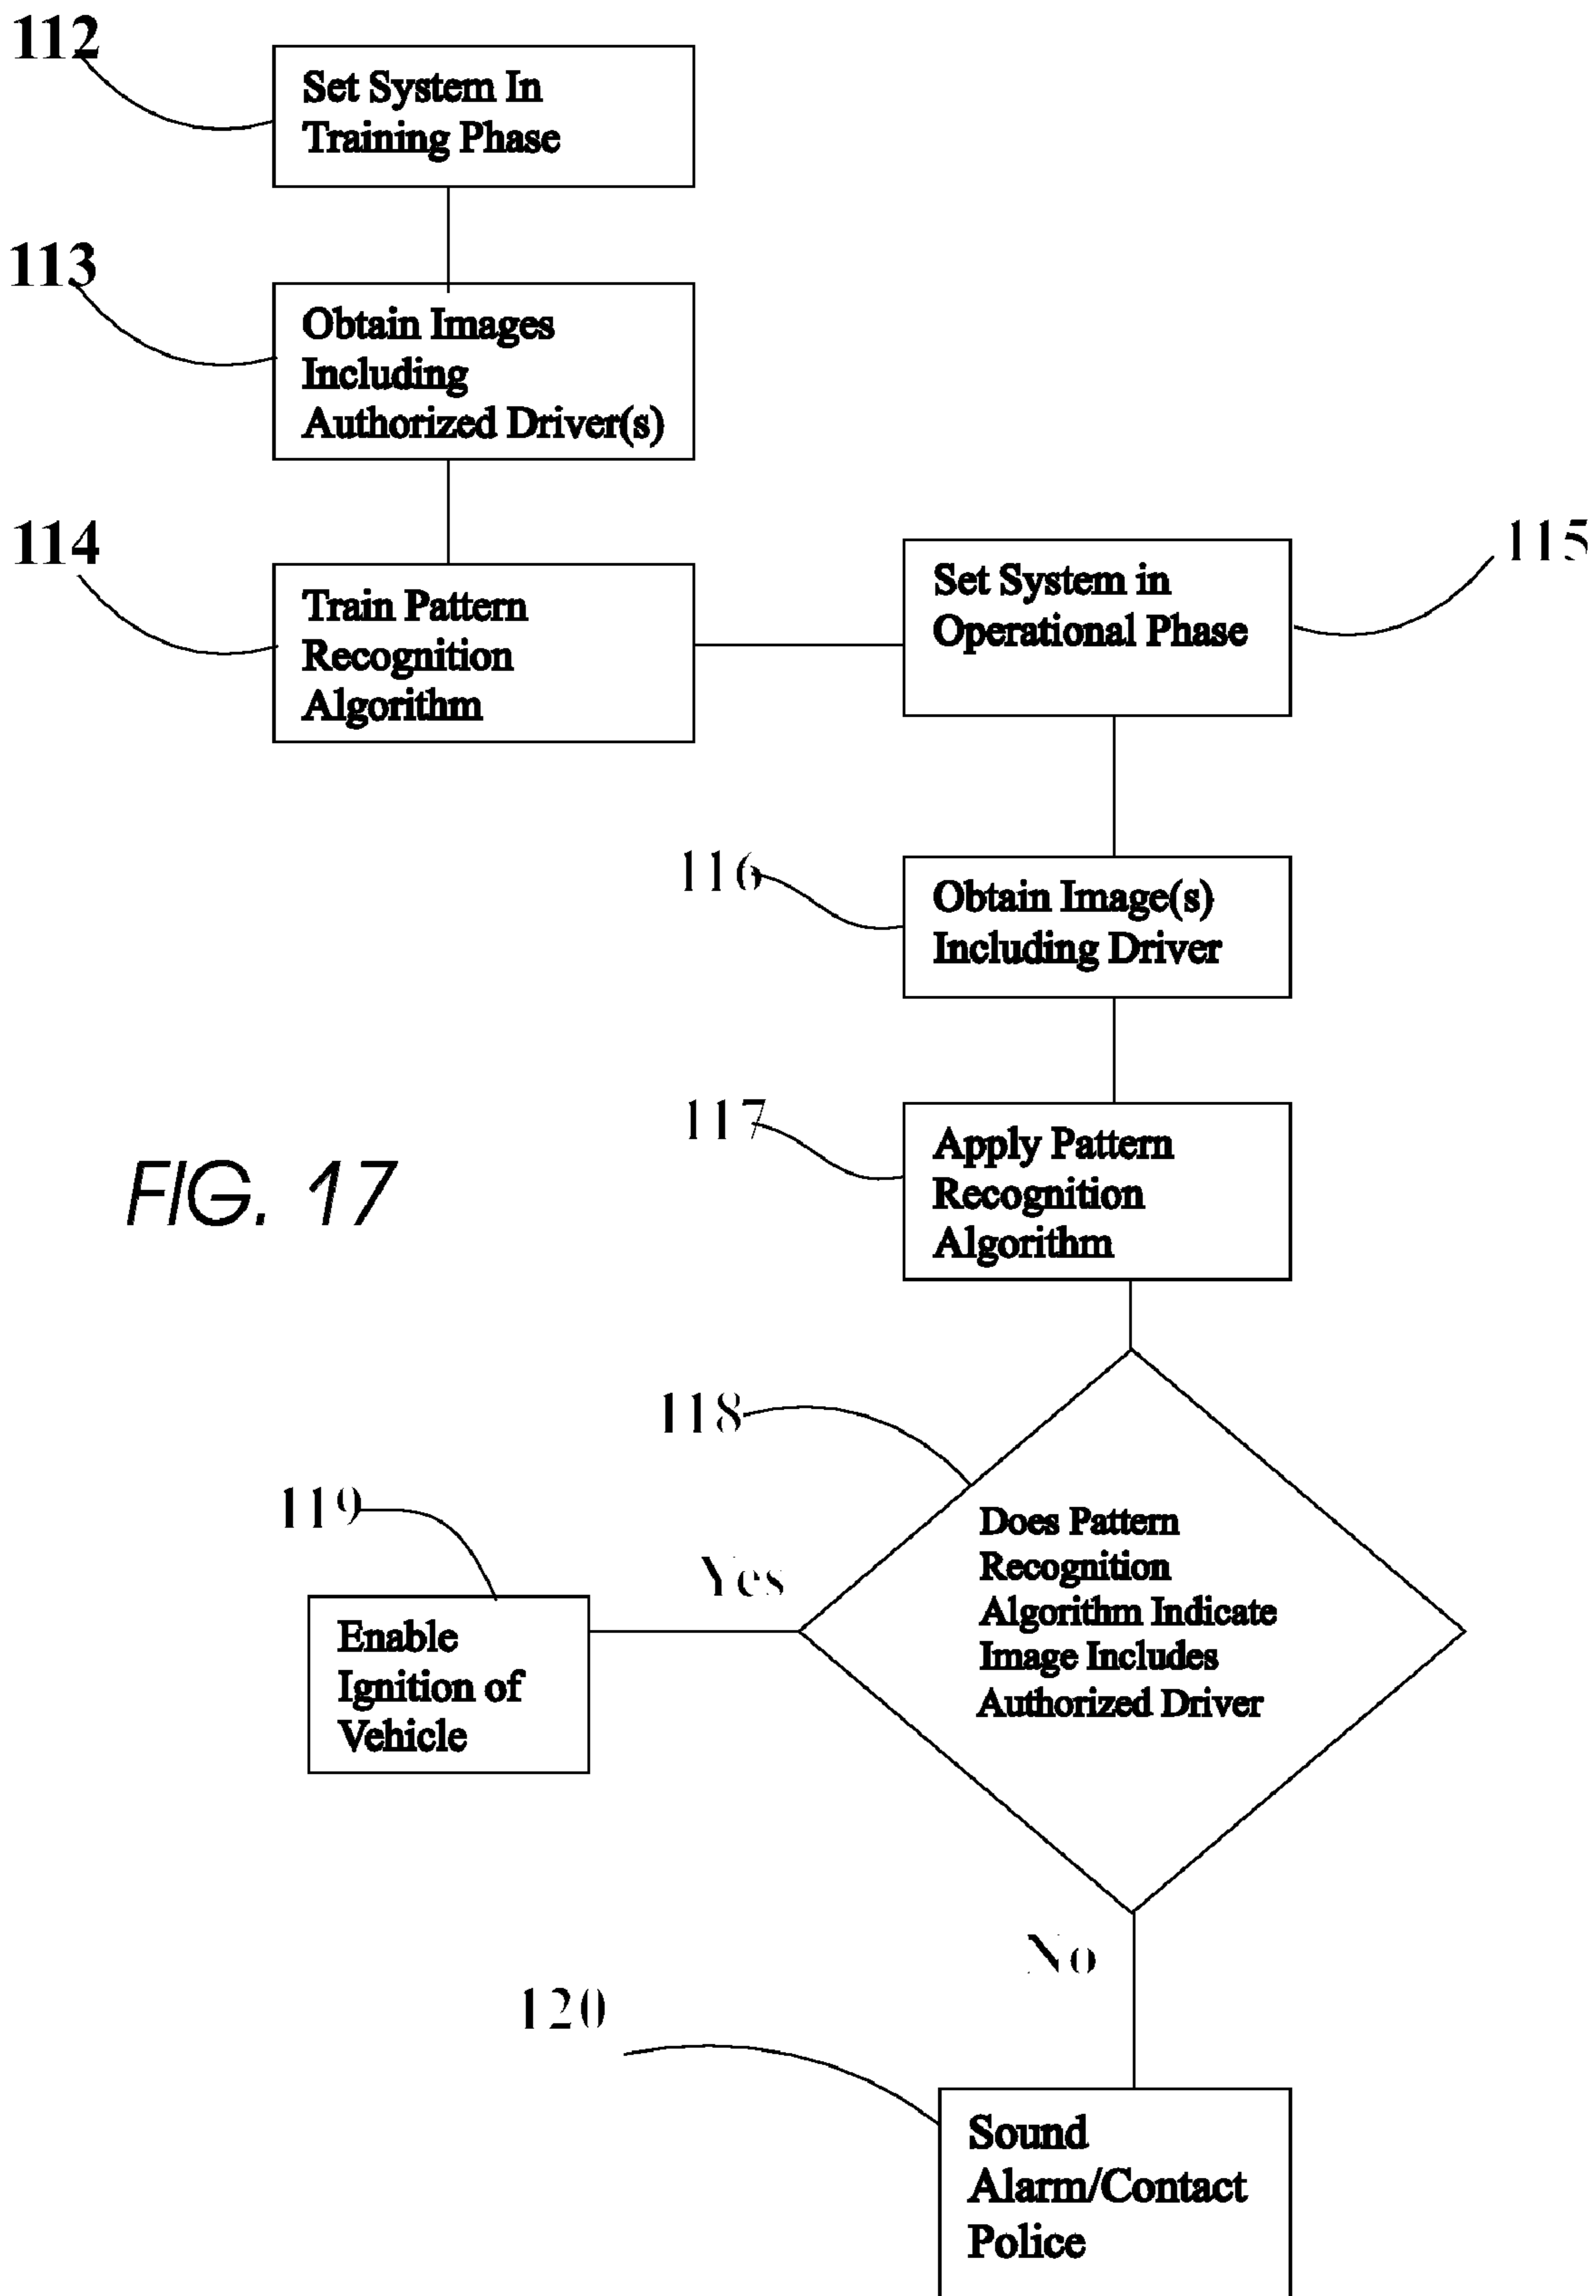 112
Set System In
Training Phase
113
Obtain Images
Including
Authorized Driver(s)
114
Train Pattern
Recognition
Algorithm
115
Set System in
Operational Phase
116
Obtain Image(s)
Including Driver
117
Apply Pattern
Recognition
Algorithm
FIG. 17
118
Does Pattern
Recognition
Algorithm Indicate
Image Includes
Authorized Driver
119
Yes
Enable
Ignition of
Vehicle
No
120
Sound
Alarm/Contact
Police